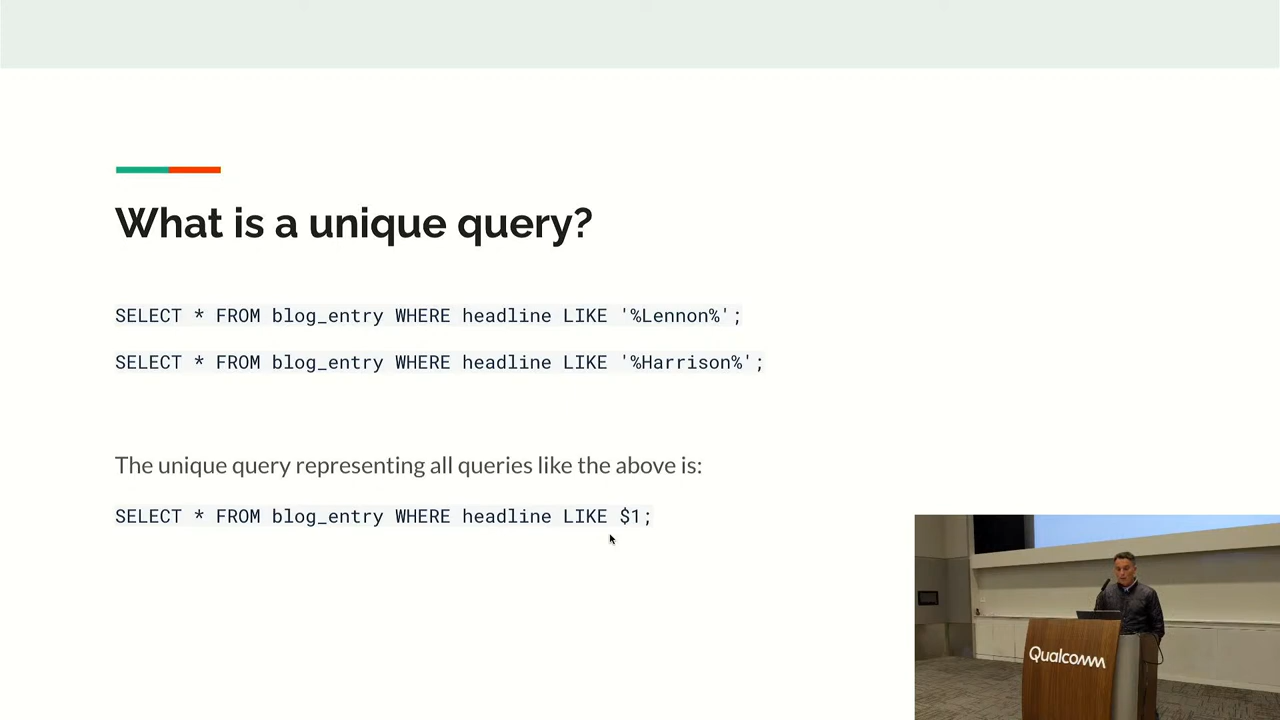 What is a unique query?
SELECT * FROM blog_entry WHERE headline LIKE '%Lennon%';
SELECT * FROM blog_entry WHERE headline LIKE '%Harrison%';
The unique query representing all queries like the above is:
SELECT * FROM blog_entry WHERE headline LIKE $1;
Qualcomm